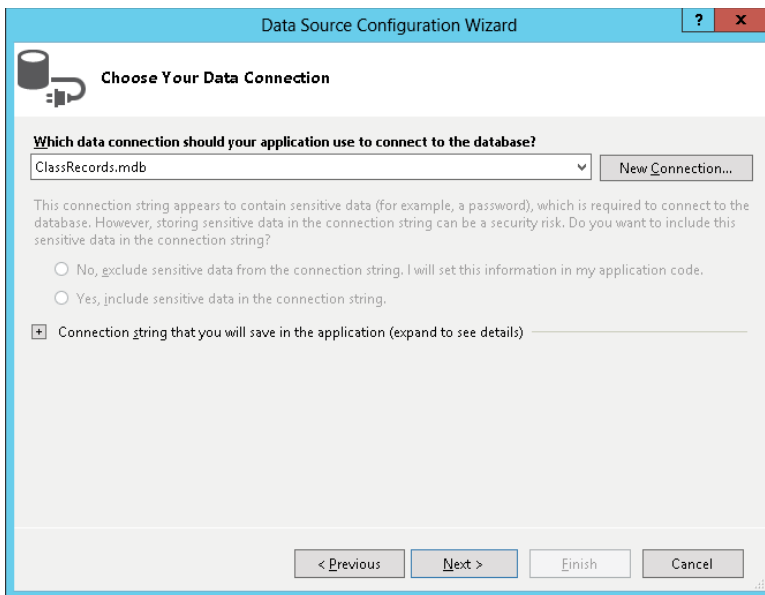 Data Source Configuration Wizard
?
x
Choose Your Data Connection
Which data connection should your application use to connect to the database?
ClassRecords.mdb
New Connection...
This connection string appears to contain sensitive data (for example, a password), which is required to connect to the
database. However, storing sensitive data in the connection string can be a security risk. Do you want to include this
sensitive data in the connection string?
No, exclude sensitive data from the connection string. I will set this information in my application code.
Yes, include sensitive data in the connection string.
+ Connection string that you will save in the application (expand to see details)
< Previous
Next >
Finish
Cancel